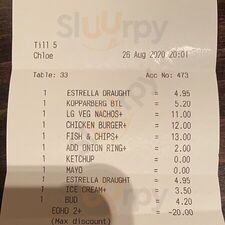 Sluurpy
Till 5
Chloe 26 Aug 2020 20:01
Table: 33 Acc No: 473
1 ESTRELLA DRAUGHT = 4.95
1 KOPPARBERG BTL = 5.20
1 LG VEG NACHOS+ = 11.00
1 CHICKEN BURGER+ = 12.00
1 FISH & CHIPS+ = 13.00
1 ADD ONION RING+ = 2.00
1 KETCHUP = 0.00
1 MAYO = 0.00
1 ESTRELLA DRAUGHT = 4.95
1 ICE CREAM+ = 3.50
1 BUD = 4.20
EOHO 2+ = -20.00
(Max discount)